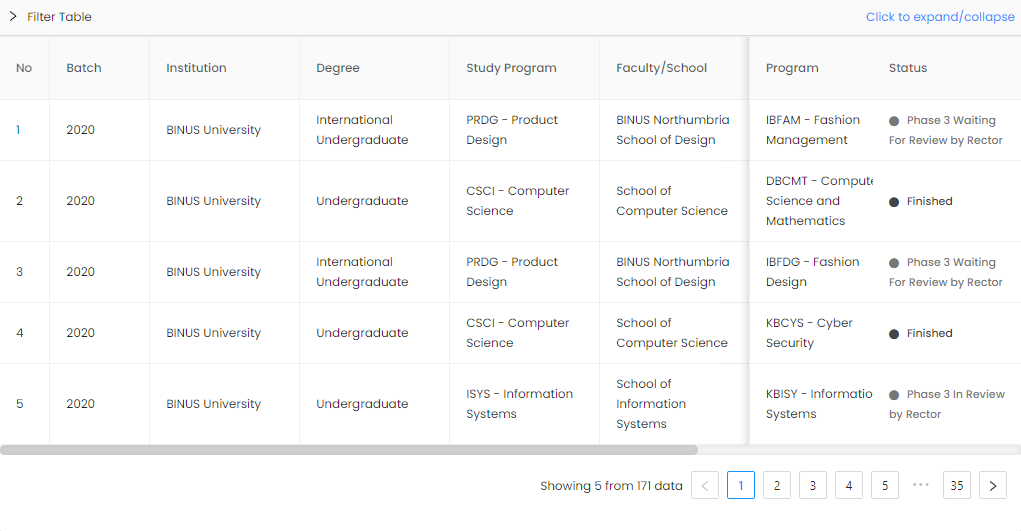 Filter Table
Click to expand/collapse
No Batch Institution Degree Study Program Faculty/School Program Status
1 2020 BINUS University International Undergraduate PRDG - Product Design BINUS Northumbria School of Design IBFAM - Fashion Management Phase 3 Waiting For Review by Rector
2 2020 BINUS University Undergraduate CSCI - Computer Science School of Computer Science DBCMT - Compute Science and Mathematics Finished
3 2020 BINUS University International Undergraduate PRDG - Product Design BINUS Northumbria School of Design IBFDG - Fashion Design Phase 3 Waiting For Review by Rector
4 2020 BINUS University Undergraduate CSCI - Computer Science School of Computer Science KBCYS - Cyber Security Finished
5 2020 BINUS University Undergraduate ISYS - Information Systems School of Information Systems KBISY - Informatio Systems Phase 3 In Review by Rector
Showing 5 from 171 data < 1 2 3 4 5 ••• 35 >